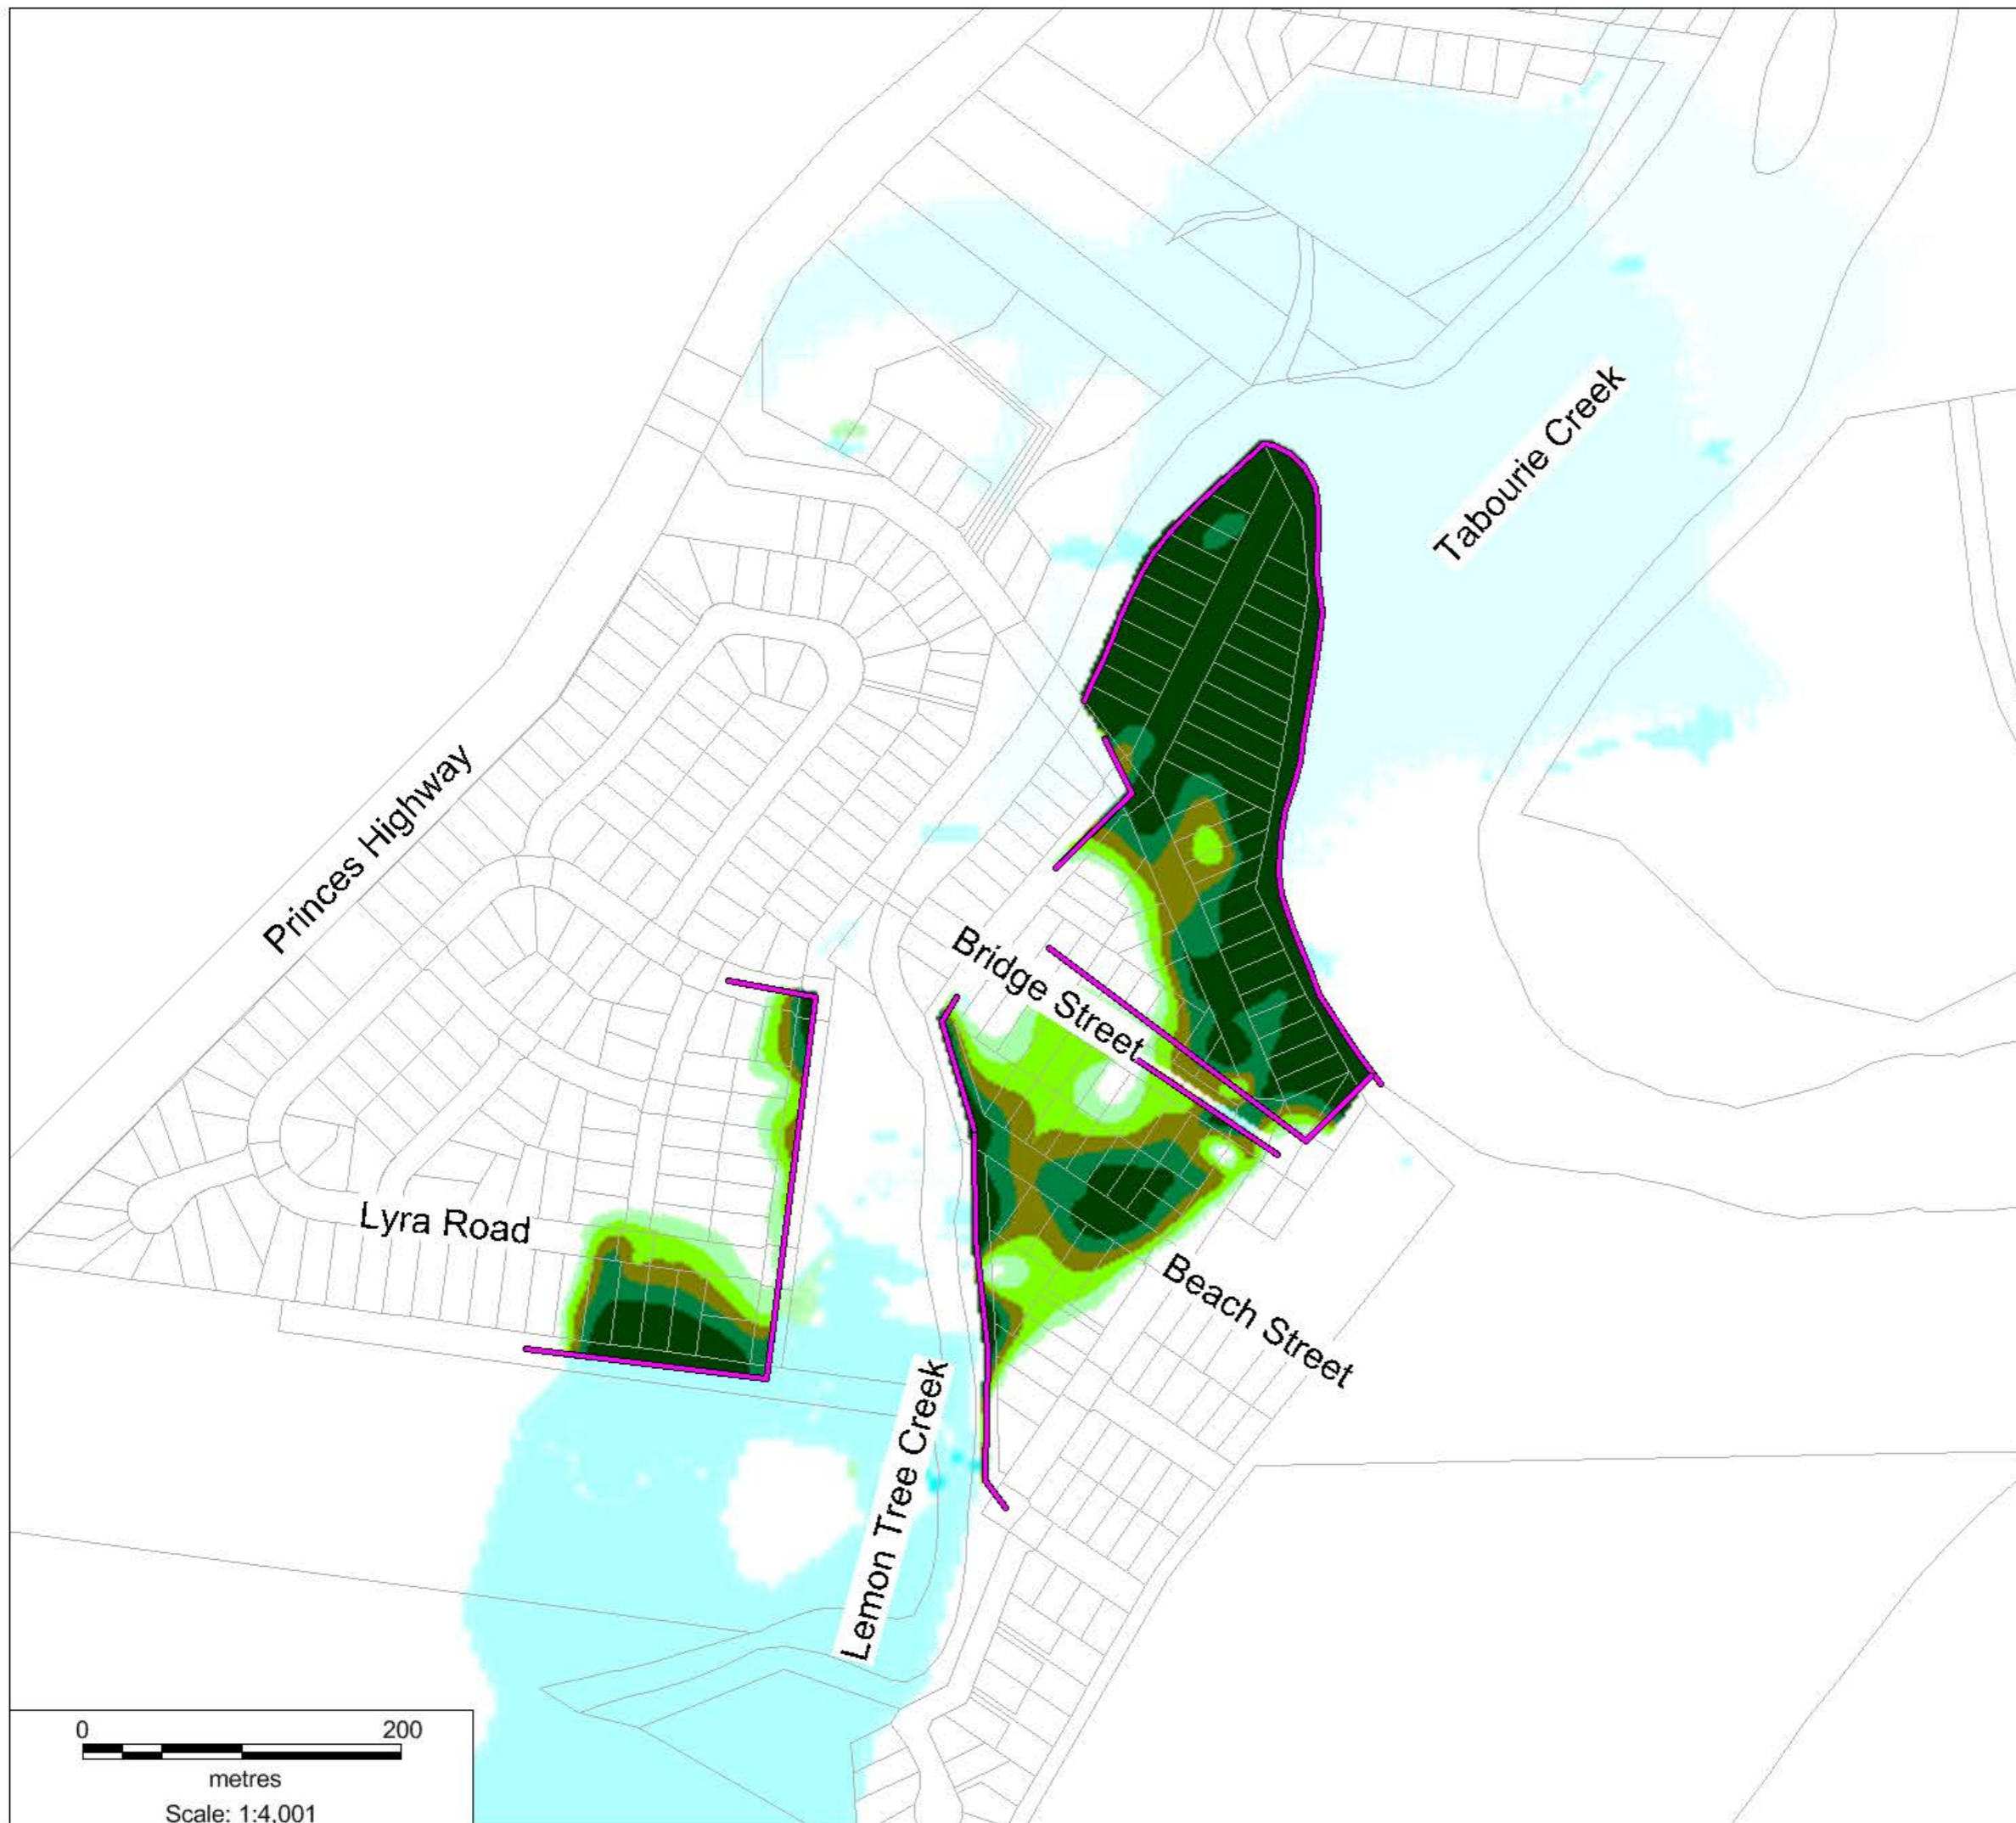 Tabourie Creek
Princes Highway
Bridge Street
Lyra Road
Beach Street
Lemon Tree Creek
0 200
metres
Scale: 1:4,001